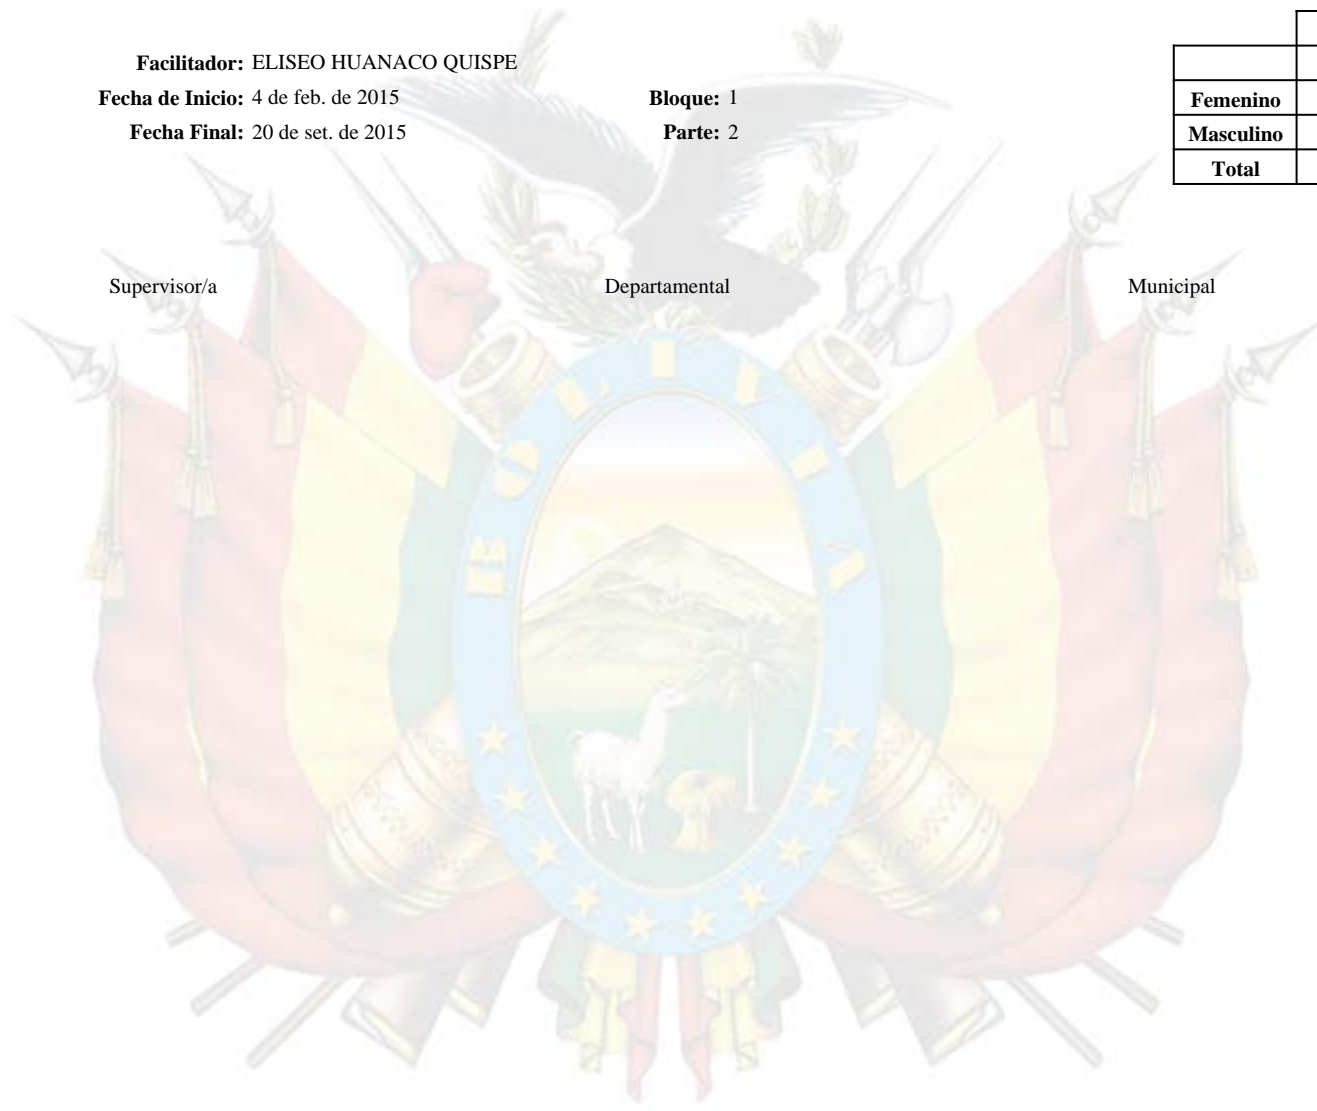 Facilitador: ELISEO HUANACO QUISPE
Fecha de Inicio: 4 de feb. de 2015
Bloque: 1
Fecha Final: 20 de set. de 2015
Parte: 2
Femenino
Masculino
Total
Supervisor/a
Departamental
Municipal
BOLIVIA